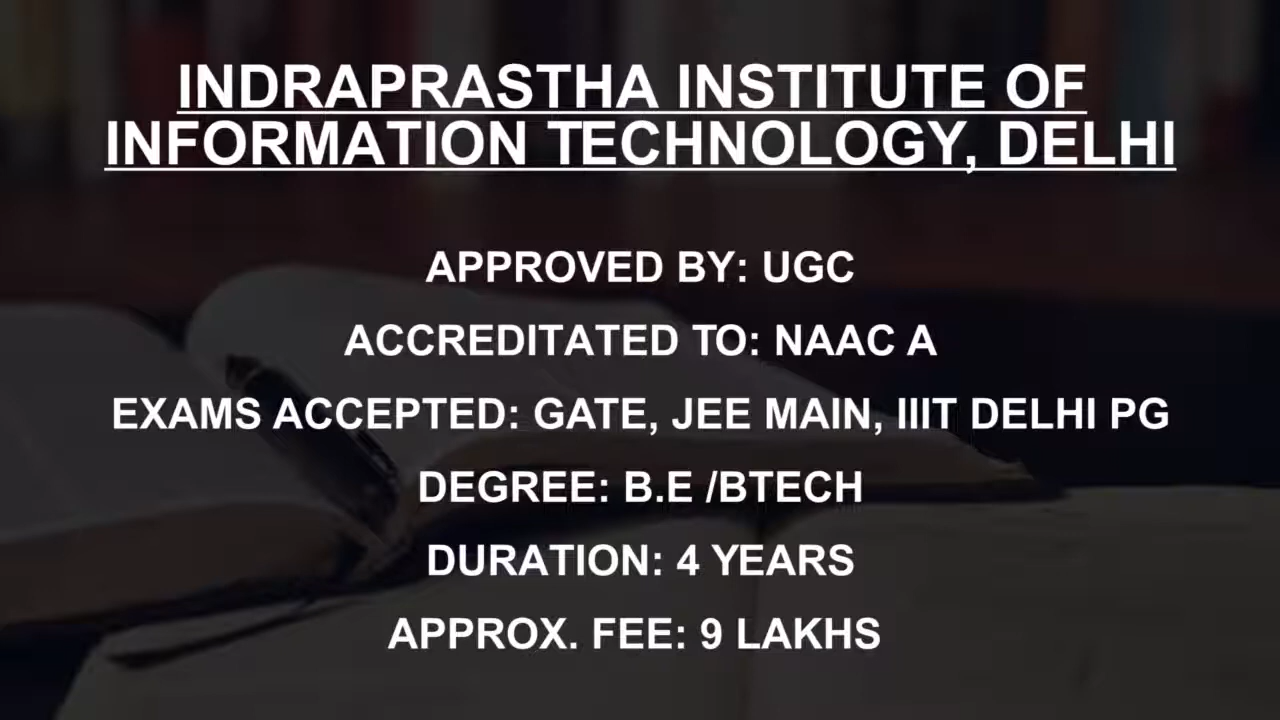 INDRAPRASTHA INSTITUTE OF
INFORMATION TECHNOLOGY, DELHI
APPROVED BY: UGC
ACCREDITATED TO: NAAC A
EXAMS ACCEPTED: GATE, JEE MAIN, IIIT DELHI PG
DEGREE: B.E /BTECH
DURATION: 4 YEARS
APPROX. FEE: 9 LAKHS